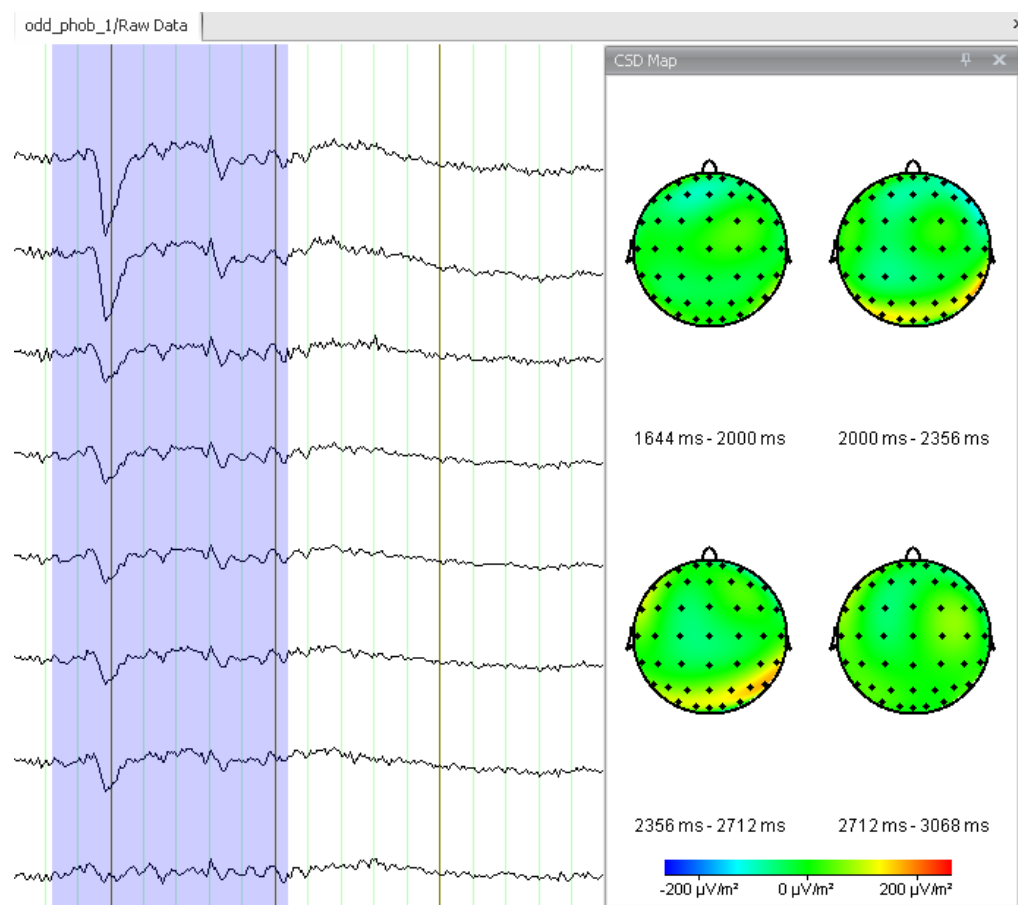 odd_phob_1/Raw Data
CSD Map
1644 ms - 2000 ms
2000 ms - 2356 ms
2356 ms - 2712 ms
2712 ms - 3068 ms
-200 µV/m² 0 µV/m² 200 µV/m²